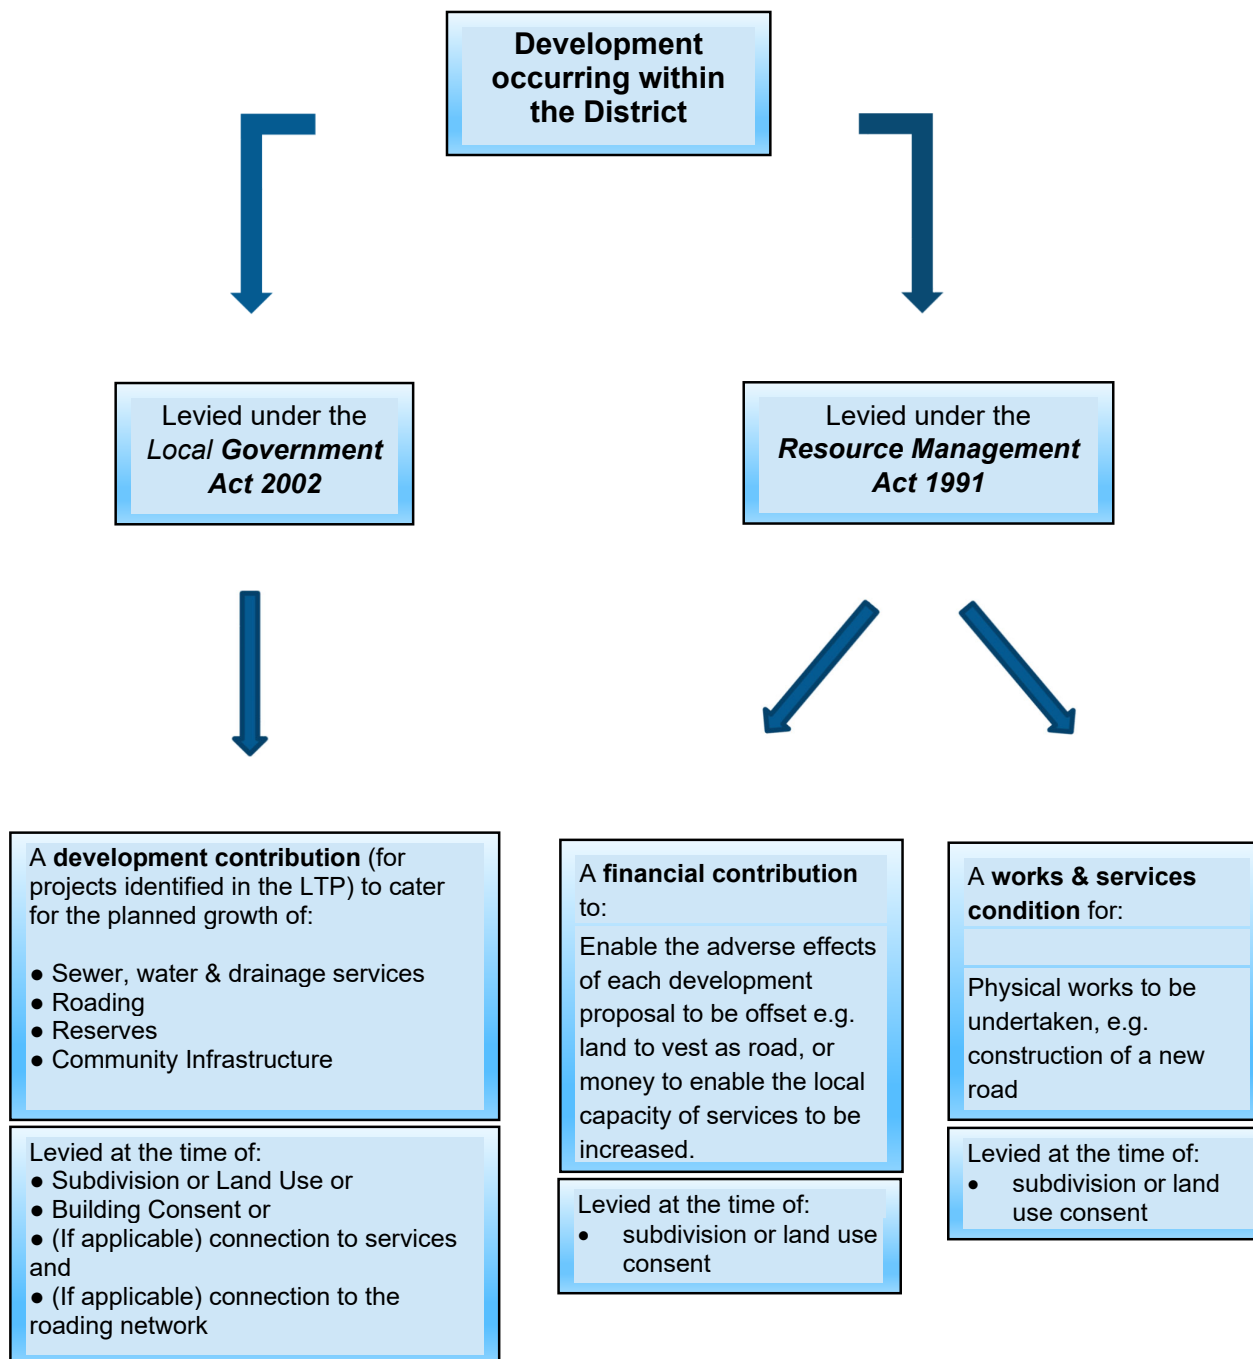 Development
occurring within
the District
Levied under the
Local Government
Act 2002
Levied under the
Resource Management
Act 1991
A development contribution (for
projects identified in the LTP) to cater
for the planned growth of:
● Sewer, water & drainage services
● Roading
● Reserves
● Community Infrastructure
Levied at the time of:
● Subdivision or Land Use or
● Building Consent or
● (If applicable) connection to services
and
● (If applicable) connection to the
roading network
A financial contribution
to:
Enable the adverse effects
of each development
proposal to be offset e.g.
land to vest as road, or
money to enable the local
capacity of services to be
increased.
Levied at the time of:
• subdivision or land use
consent
A works & services
condition for:
Physical works to be
undertaken, e.g.
construction of a new
road
Levied at the time of:
• subdivision or land
use consent